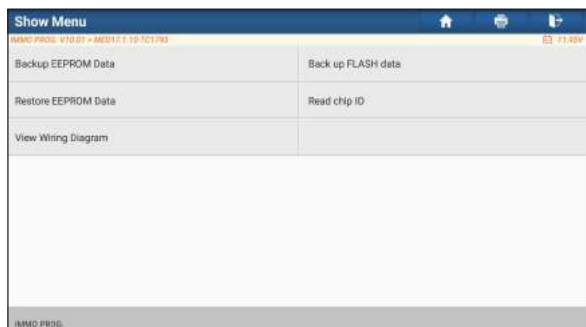 Show Menu
IMMO PROG. V10.01 > MED17.1.10 TC1793
11.45V
Backup EEPROM Data
Back up FLASH data
Restore EEPROM Data
Read chip ID
View Wiring Diagram
IMMO PROG.